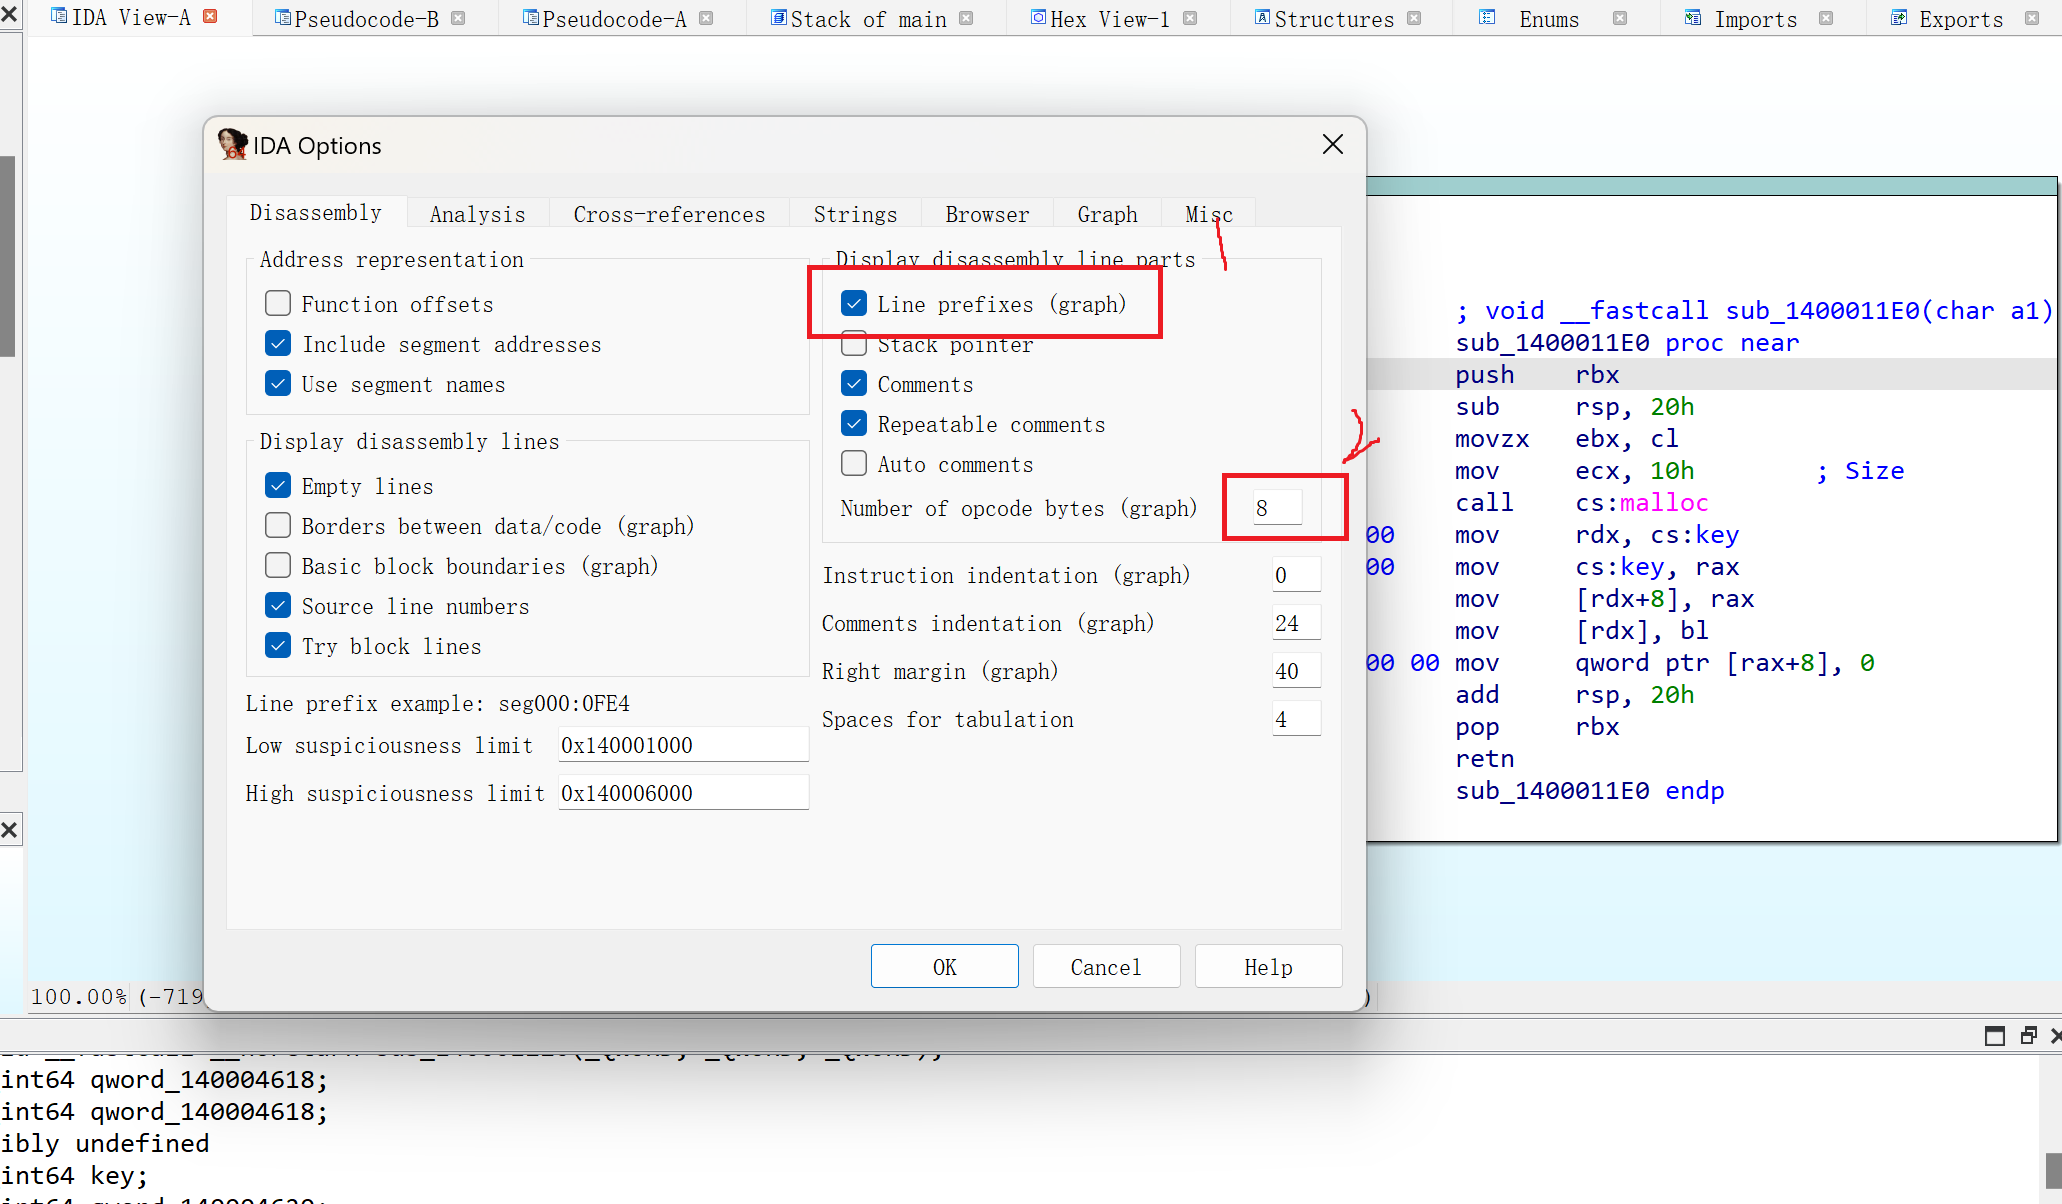 IDA View-A
Pseudocode-B
Pseudocode-A
Stack of main
Hex View-1
Structures
Enums
Imports
Exports
IDA Options
Disassembly
Analysis
Cross-references
Strings
Browser
Graph
Misc
Address representation
Function offsets
Include segment addresses
Use segment names
Display disassembly lines
Empty lines
Borders between data/code (graph)
Basic block boundaries (graph)
Source line numbers
Try block lines
Line prefix example: seg000:0FE4
Low suspiciousness limit 0x140001000
High suspiciousness limit 0x140006000
Display disassembly line parts
Line prefixes (graph)
Stack pointer
Comments
Repeatable comments
Auto comments
Number of opcode bytes (graph) 8
Instruction indentation (graph) 0
Comments indentation (graph) 24
Right margin (graph) 40
Spaces for tabulation 4
OK
Cancel
Help
; void __fastcall sub_1400011E0(char a1)
sub_1400011E0 proc near
push rbx
sub rsp, 20h
movzx ebx, cl
mov ecx, 10h ; Size
call cs:malloc
00 mov rdx, cs:key
00 mov cs:key, rax
mov [rdx+8], rax
mov [rdx], bl
00 00 mov qword ptr [rax+8], 0
add rsp, 20h
pop rbx
retn
sub_1400011E0 endp
100.00% (-719
)
int64 qword_140004618;
int64 qword_140004618;
ibly undefined
int64 key;